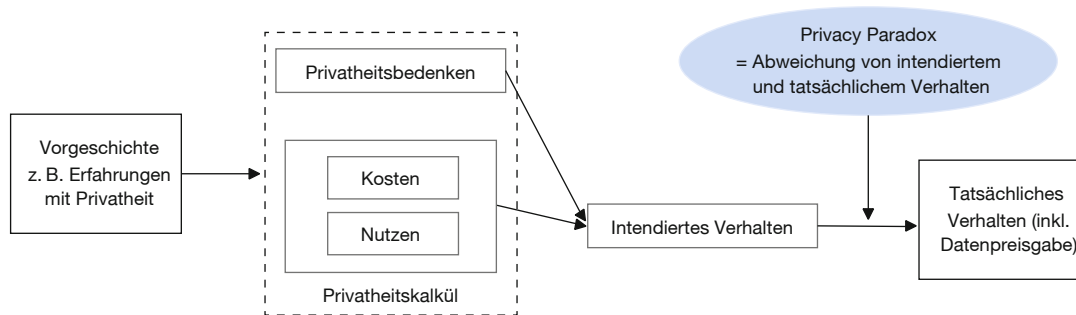 Privacy Paradox
= Abweichung von intendiertem
und tatsächlichem Verhalten
Privatheitsbedenken
Vorgeschichte
z. B. Erfahrungen
mit Privatheit
Kosten
Nutzen
Privatheitskalkül
Intendiertes Verhalten
Tatsächliches
Verhalten (inkl.
Datenpreisgabe)